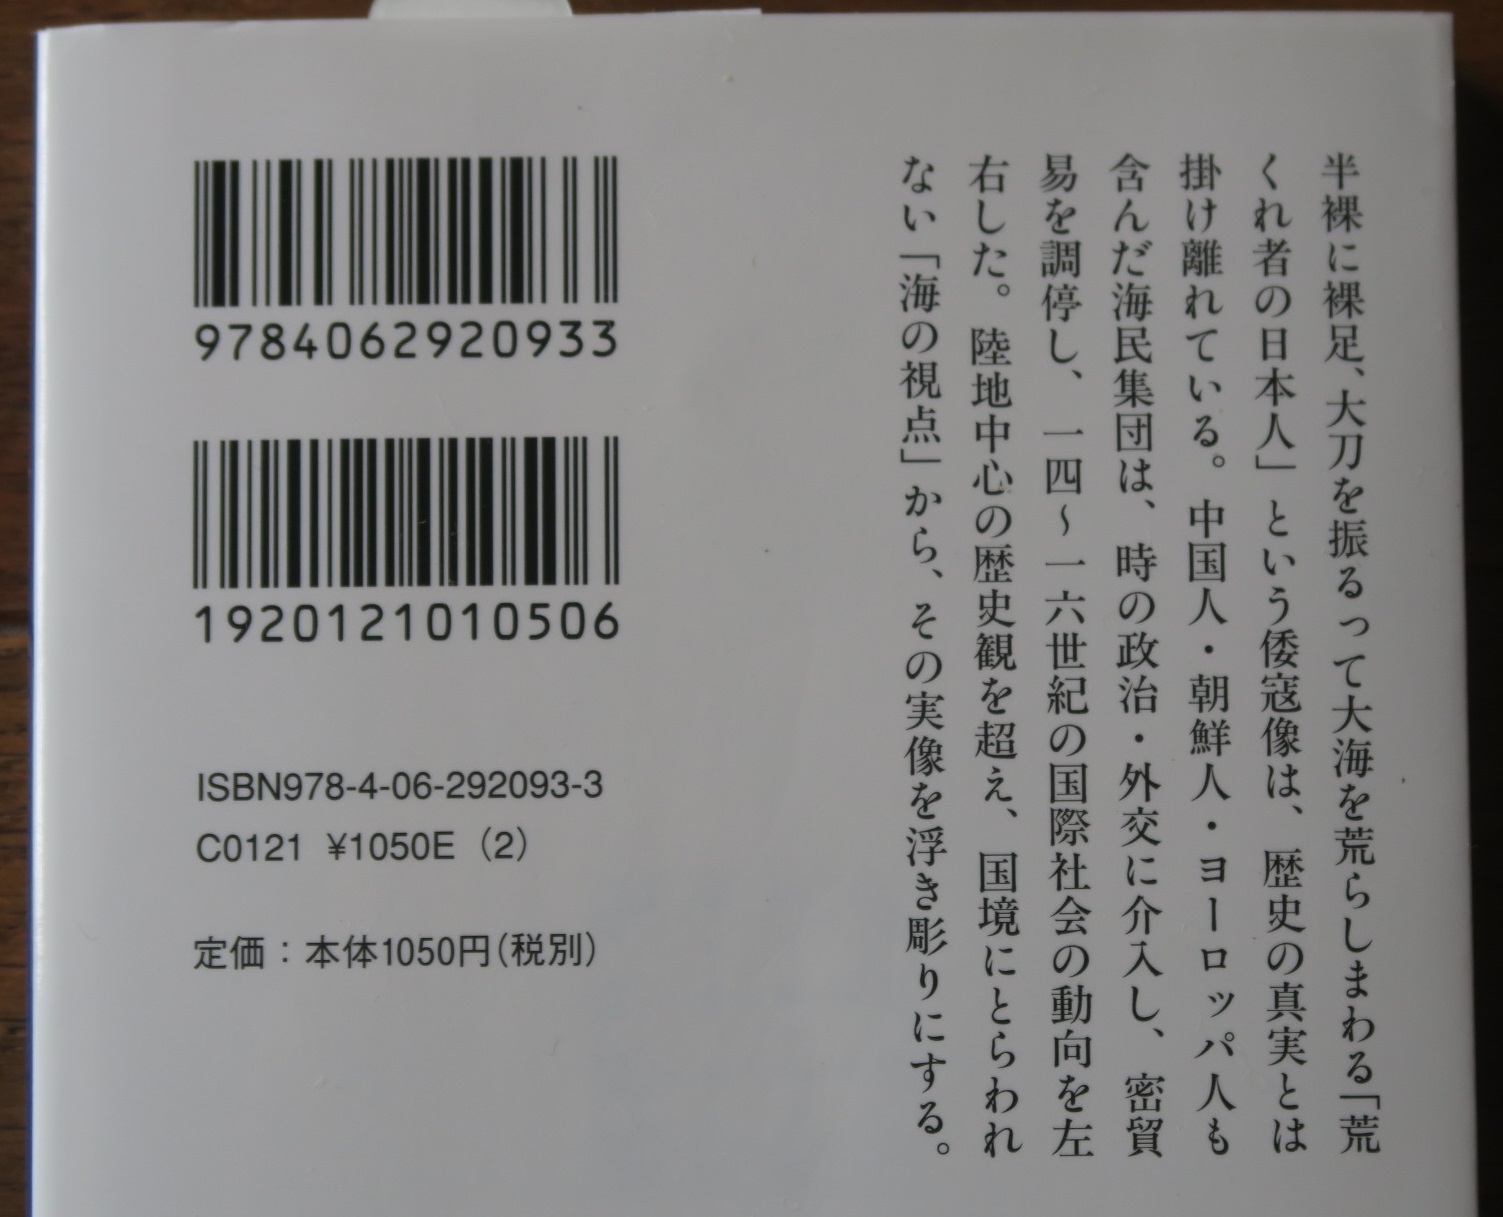 半裸に裸足、大刀を振るって大海を荒らしまわる「荒
くれ者の日本人」という倭寇像は、歴史の真実とは
掛け離れている。中国人・朝鮮人・ヨーロッパ人も
含んだ海民集団は、時の政治・外交に介入し、密貿
易を調停し、一四～一六世紀の国際社会の動向を左
右した。陸地中心の歴史観を超え、国境にとらわれ
ない「海の視点」から、その実像を浮き彫りにする。
9784062920933
1920121010506
ISBN978-4-06-292093-3
C0121 ¥1050E（2）
定価：本体1050円（税別）